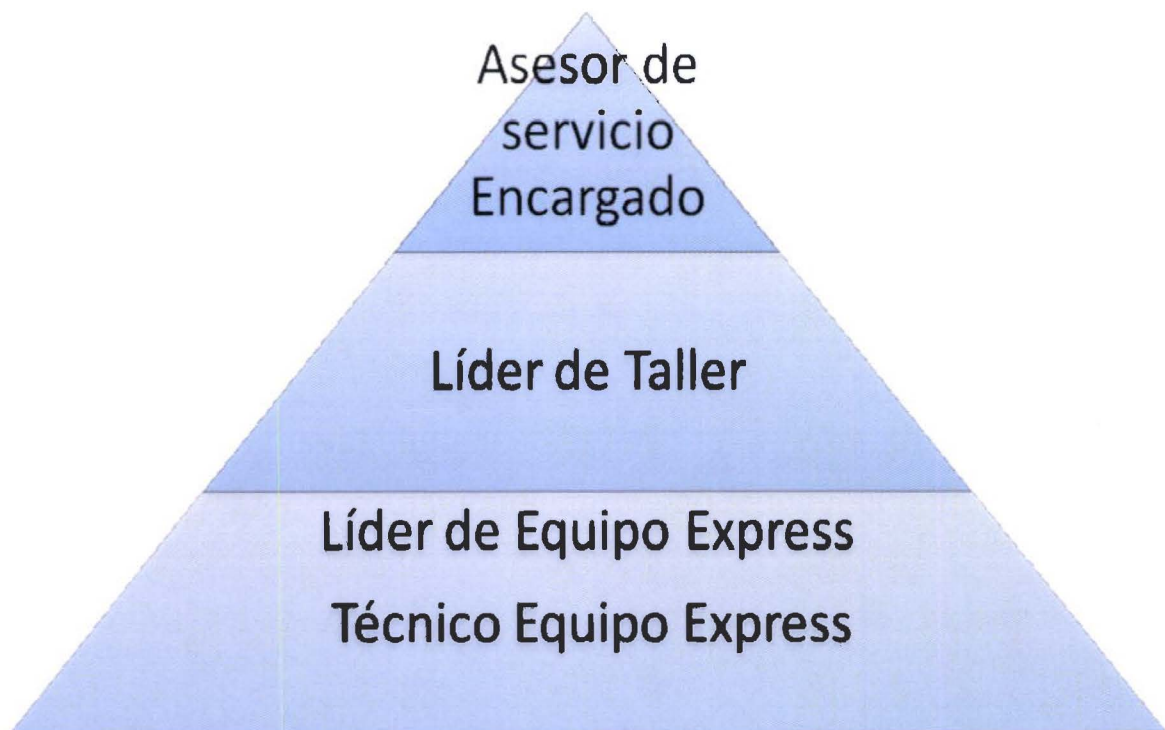 Asesor de
servicio
Encargado
Líder de Taller
Líder de Equipo Express
Técnico Equipo Express